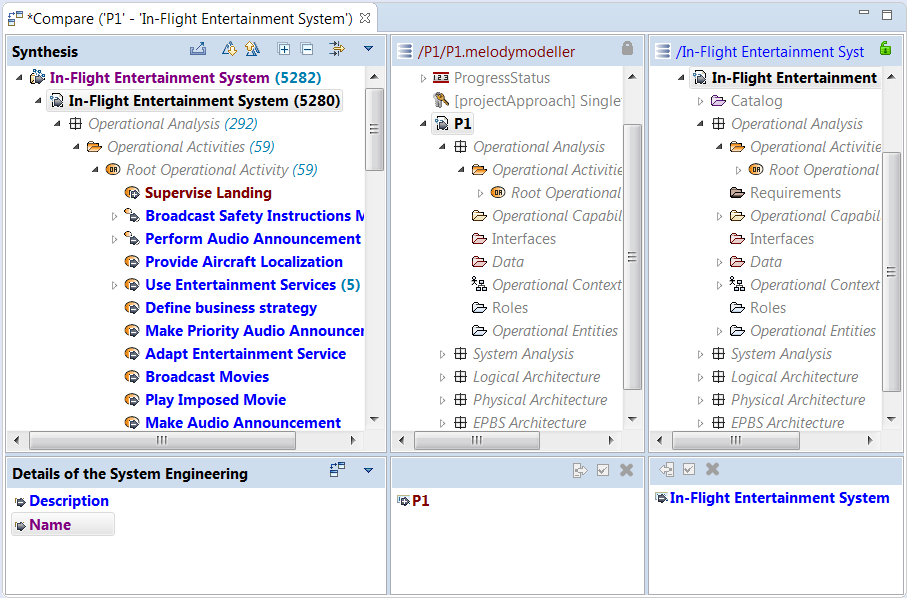 *Compare ('P1' - 'In-Flight Entertainment System')
Synthesis
In-Flight Entertainment System (5282)
In-Flight Entertainment System (5280)
Operational Analysis (292)
Operational Activities (59)
Root Operational Activity (59)
Supervise Landing
Broadcast Safety Instructions M
Perform Audio Announcement
Provide Aircraft Localization
Use Entertainment Services (5)
Define business strategy
Make Priority Audio Announcer
Adapt Entertainment Service
Broadcast Movies
Play Imposed Movie
Make Audio Announcement
/P1/P1.melodymodeller
ProgressStatus
[projectApproach] Single
P1
Operational Analysis
Operational Activitie
Root Operational
Operational Capabil
Interfaces
Data
Operational Context
Roles
Operational Entities
System Analysis
Logical Architecture
Physical Architecture
EPBS Architecture
/In-Flight Entertainment Syst
In-Flight Entertainment
Catalog
Operational Analysis
Operational Activitie
Root Operational
Requirements
Operational Capabil
Interfaces
Data
Operational Context
Roles
Operational Entities
System Analysis
Logical Architecture
Physical Architecture
EPBS Architecture
Details of the System Engineering
Description
Name
P1
In-Flight Entertainment System